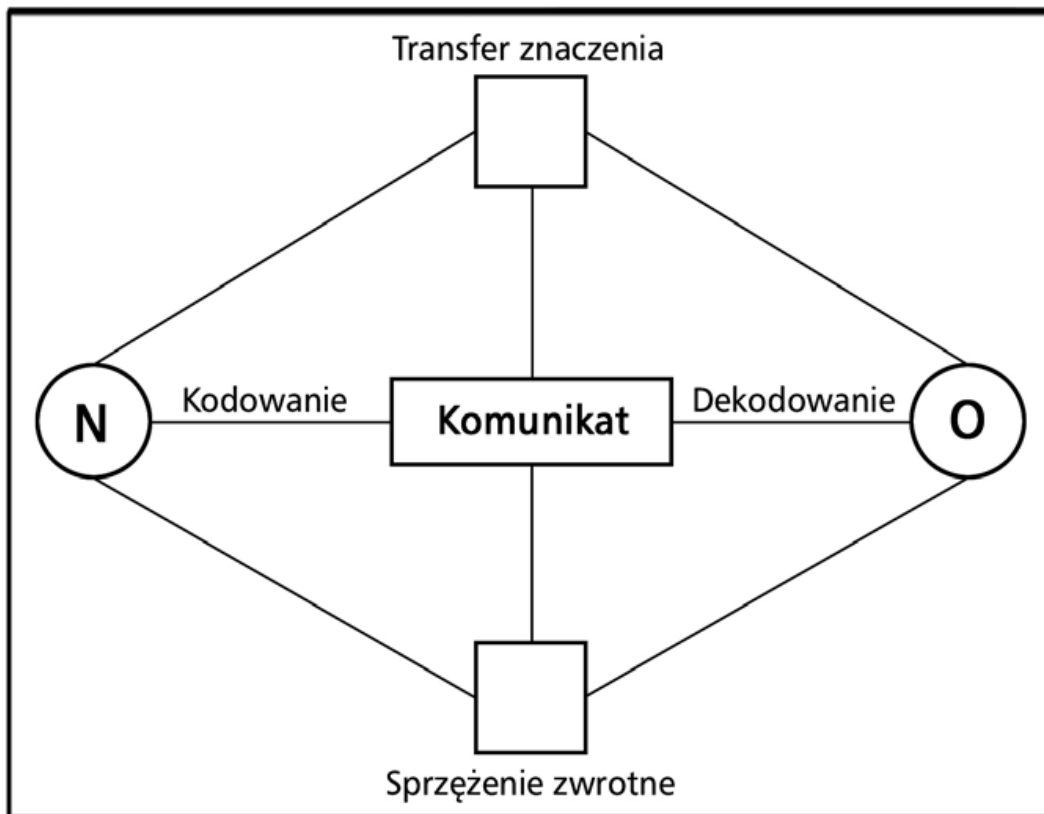 Transfer znaczenia
N
Kodowanie
Komunikat
Dekodowanie
O
Sprzężenie zwrotne